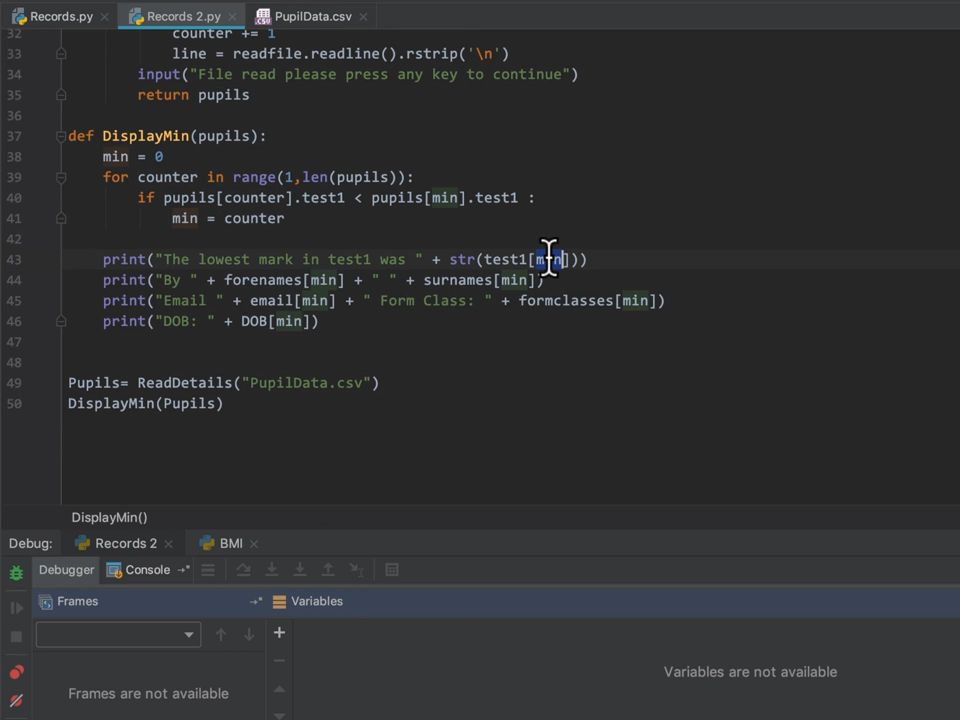 Records.py × Records 2.py × PupilData.csv ×
32 counter += 1
33 line = readfile.readline().rstrip('\n')
34 input("File read please press any key to continue")
35 return pupils
36
37 def DisplayMin(pupils):
38 min = 0
39 for counter in range(1,len(pupils)):
40 if pupils[counter].test1 < pupils[min].test1 :
41 min = counter
42
43 print("The lowest mark in test1 was " + str(test1[min]))
44 print("By " + forenames[min] + " " + surnames[min])
45 print("Email " + email[min] + " Form Class: " + formclasses[min])
46 print("DOB: " + DOB[min])
47
48
49 Pupils= ReadDetails("PupilData.csv")
50 DisplayMin(Pupils)
DisplayMin()
Debug: Records 2 × BMI ×
Debugger Console
Frames Variables
Frames are not available
Variables are not available